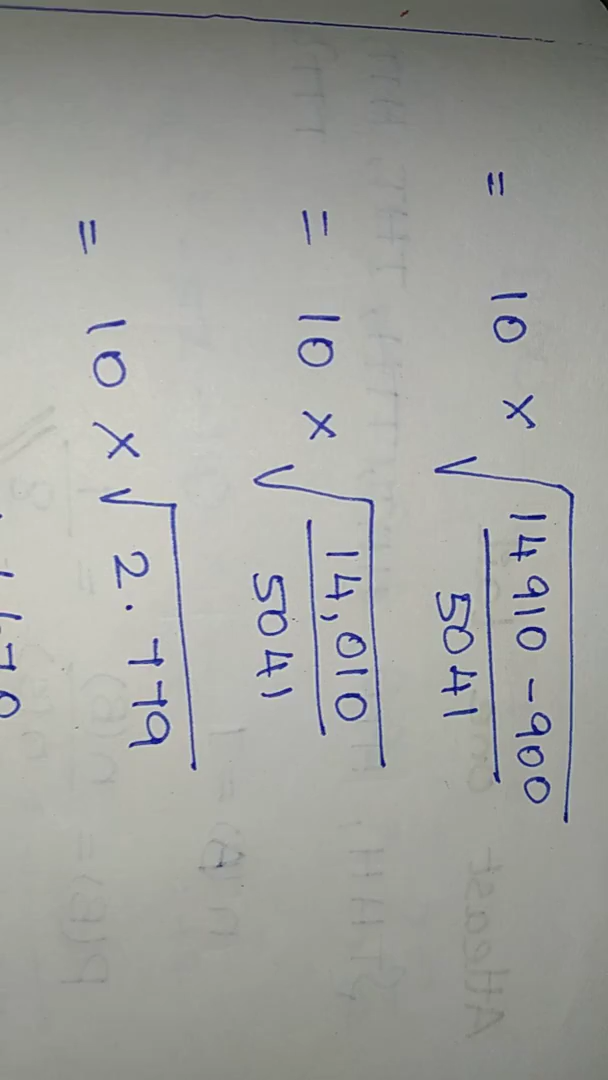 = 10 × √(14910 - 900 / 5041)
= 10 × √(14,010 / 5041)
= 10 × √2.779